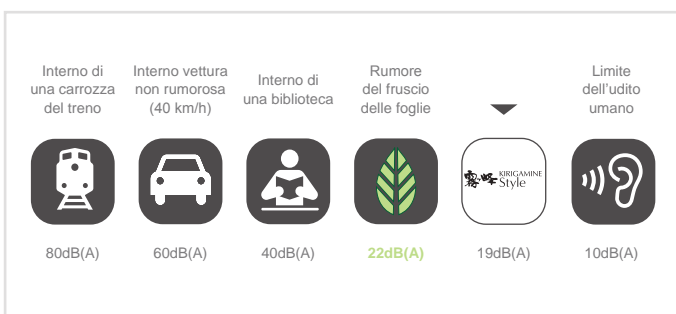 Interno di
una carrozza
del treno
Interno vettura
non rumorosa
(40 km/h)
Interno di
una biblioteca
Rumore
del fruscio
delle foglie
Limite
dell'udito
umano
霧ヶ峰 KIRIGAMINE
Style
80dB(A)
60dB(A)
40dB(A)
22dB(A)
19dB(A)
10dB(A)